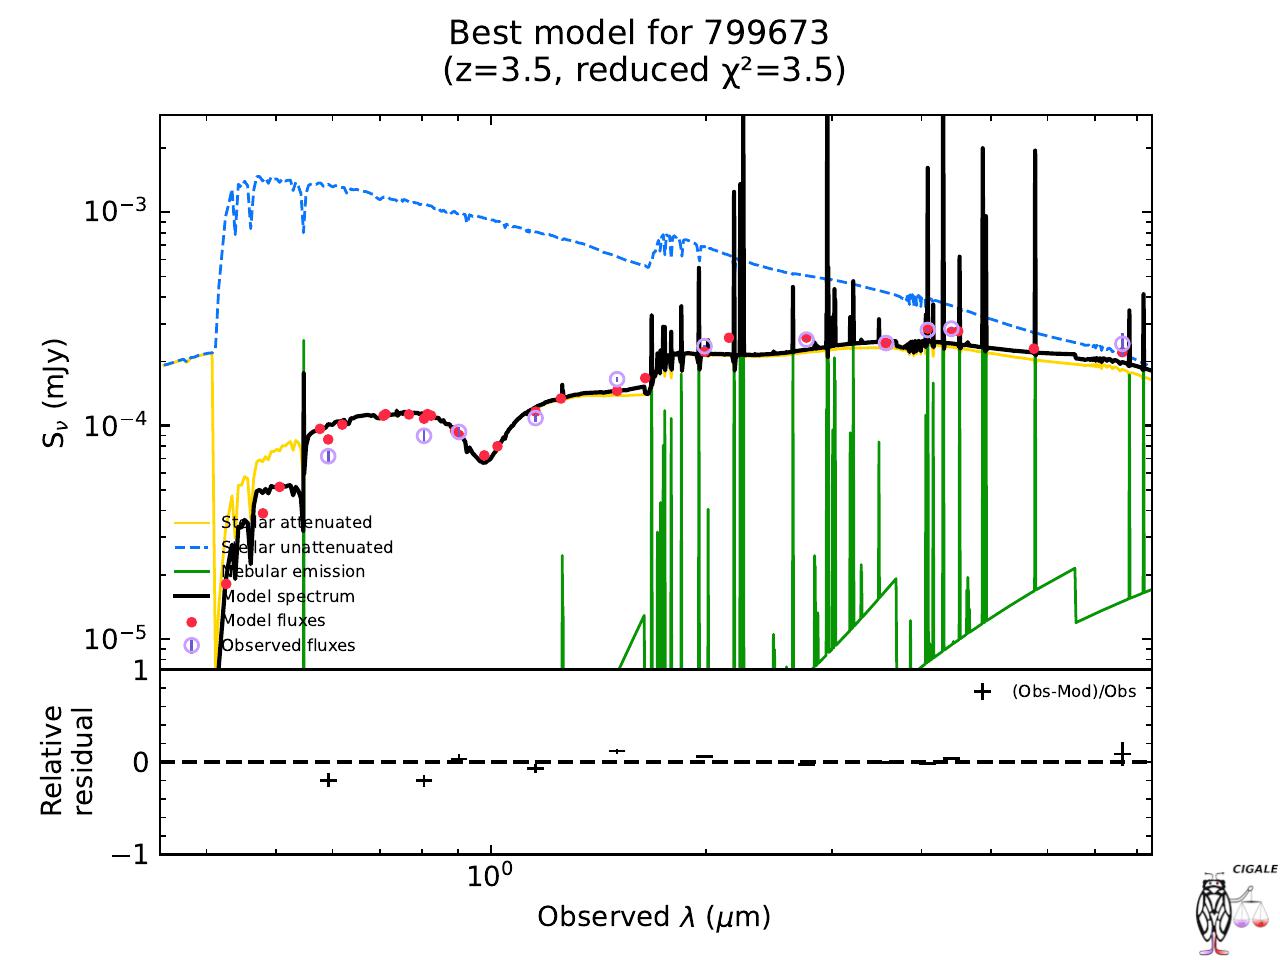 Best model for 799673
(z=3.5, reduced χ²=3.5)
10⁻³
10⁻⁴
10⁻⁵
S_ν (mJy)
Stellar attenuated
Stellar unattenuated
Nebular emission
Model spectrum
Model fluxes
Observed fluxes
1
0
−1
Relative
residual
(Obs-Mod)/Obs
10⁰
Observed λ (μm)
CIGALE